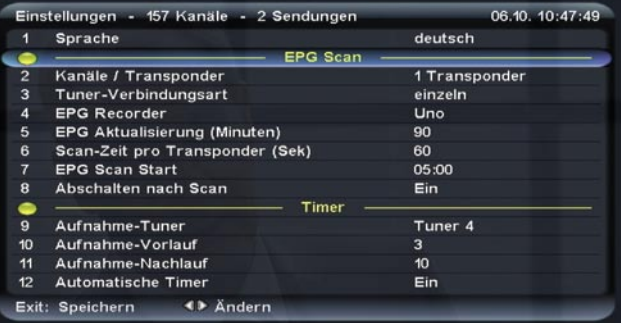 Einstellungen - 157 Kanäle - 2 Sendungen 06.10. 10:47:49
1 Sprache deutsch
EPG Scan
2 Kanäle / Transponder 1 Transponder
3 Tuner-Verbindungsart einzeln
4 EPG Recorder Uno
5 EPG Aktualisierung (Minuten) 90
6 Scan-Zeit pro Transponder (Sek) 60
7 EPG Scan Start 05:00
8 Abschalten nach Scan Ein
Timer
9 Aufnahme-Tuner Tuner 4
10 Aufnahme-Vorlauf 3
11 Aufnahme-Nachlauf 10
12 Automatische Timer Ein
Exit: Speichern Ändern